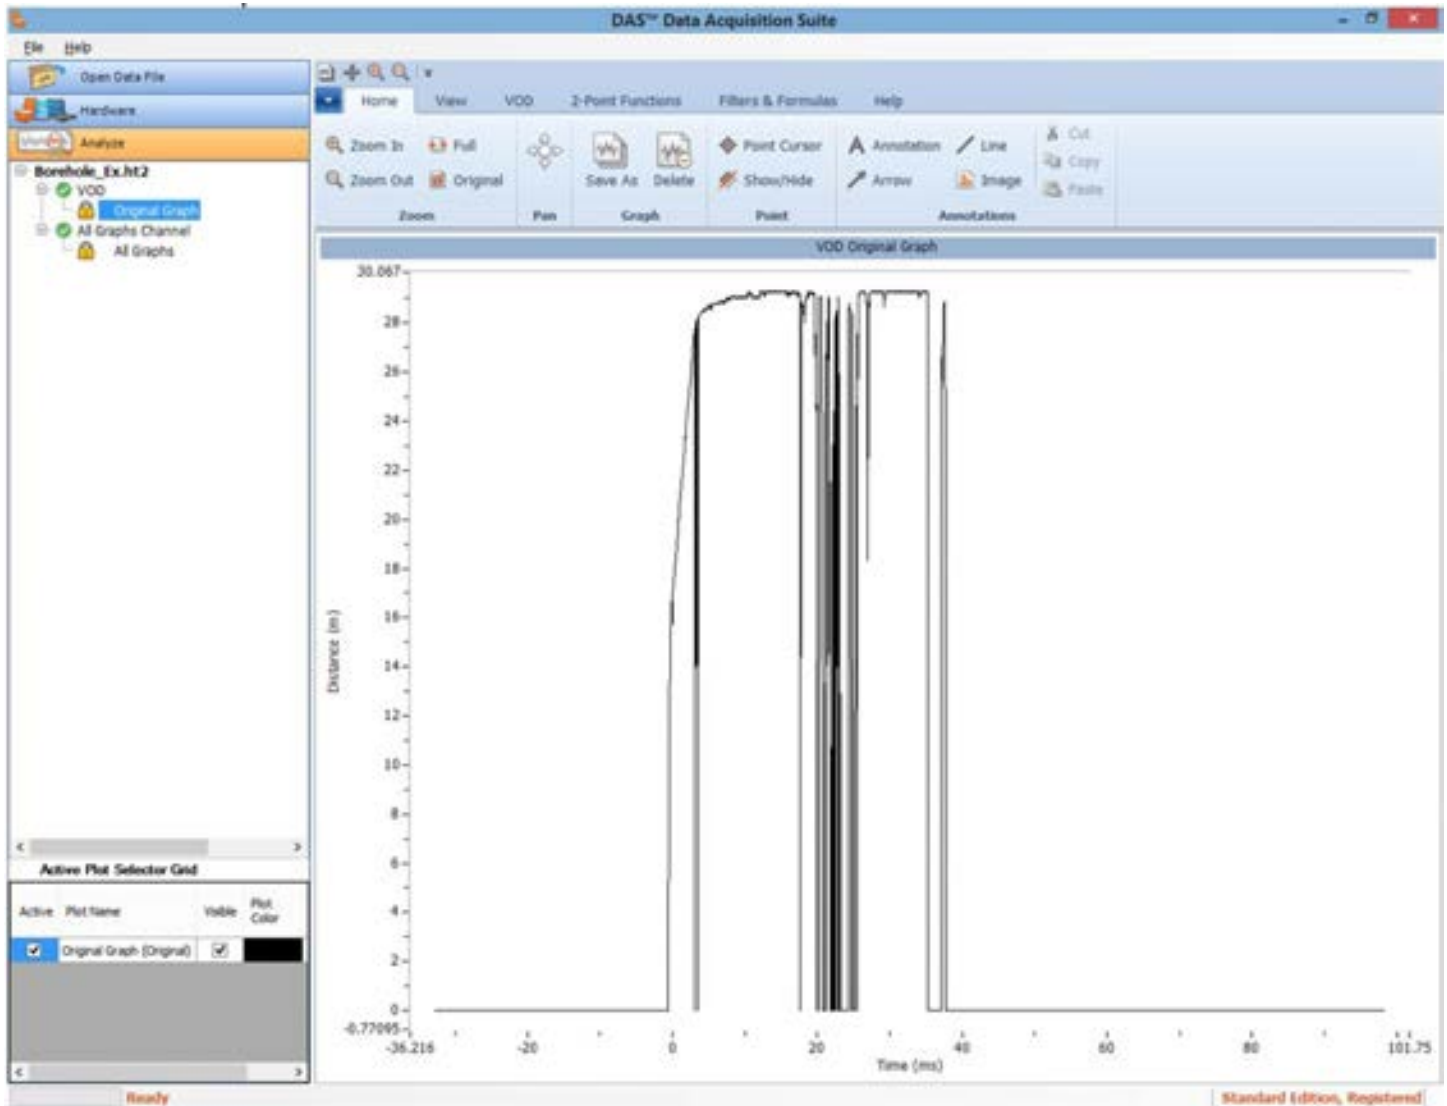 DAS™ Data Acquisition Suite
File Help
Open Data File
Hardware
Analyze
Borehole_Ex.ht2
VOD
Original Graph
All Graphs Channel
All Graphs
Home View VOD 2-Point Functions Filters & Formulas Help
Zoom In Full Save As Delete Point Cursor Annotation Line Cut
Copy
Zoom Out Original Show/Hide Arrow Image Paste
Zoom Pan Graph Point Annotations
VOD Original Graph
30.067
28
26
24
22
20
18
16
14
12
10
8
6
4
2
0
-0.77095
Distance (m)
-36.216 -20 0 20 40 60 80 101.75
Time (ms)
Active Plot Selector Grid
Active Plot Name Visible Plot Color
Original Graph (Original)
Ready
Standard Edition, Registered